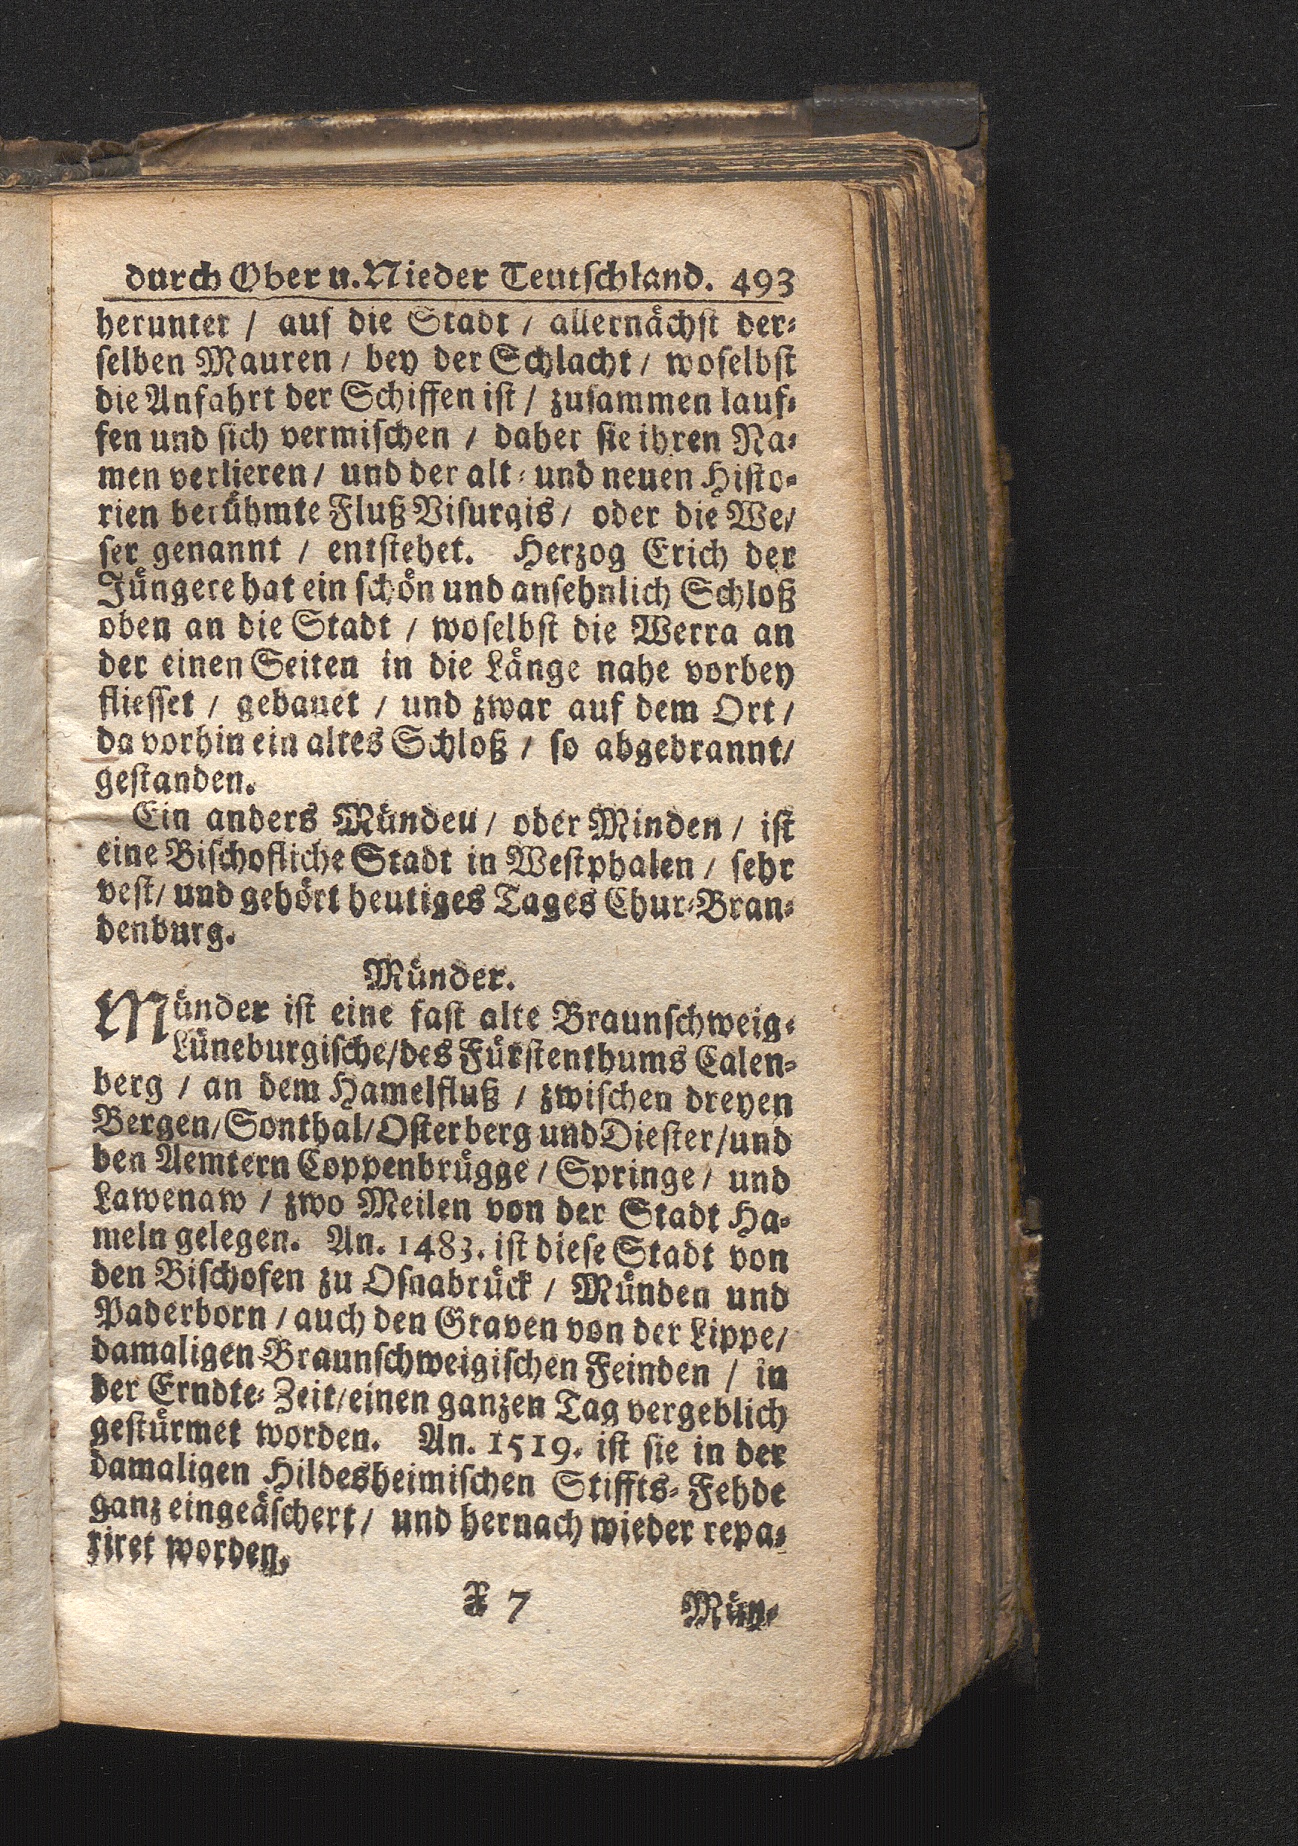 durch Ober u. Nieder Teutschland. 493
herunter / auf die Stadt / allernächst der-
selben Mauren / bey der Schlacht / woselbst
die Anfahrt der Schiffen ist / zusammen lauf-
fen und sich vermischen / daher sie ihren Na-
men verlieren / und der alt- und neuen Histo-
rien berühmte Fluß Visurgis / oder die We/
ser genannt / entstehet. Herzog Erich der
Jüngere hat ein schön und ansehnlich Schloß
oben an die Stadt / woselbst die Werra an
der einen Seiten in die Länge nahe vorbey
fliesset / gebauet / und zwar auf dem Ort /
da vorhin ein altes Schloß / so abgebrannt /
gestanden.
Ein anders Münden / oder Minden / ist
eine Bischofliche Stadt in Westphalen / sehr
vest / und gehört heutiges Tages Chur-Bran-
denburg.
Münder.
Münder ist eine fast alte Braunschweig-
Lüneburgische / des Fürstenthums Calen-
berg / an dem Hamelfluß / zwischen dreyen
Bergen / Sonthal / Osterberg und Diester / und
den Aemtern Coppenbrügge / Springe / und
Lawenaw / zwo Meilen von der Stadt Ha-
meln gelegen. An. 1483. ist diese Stadt von
den Bischofen zu Osnabrück / Münden und
Paderborn / auch den Graven von der Lippe /
damaligen Braunschweigischen Feinden / in
der Erndte-Zeit / einen ganzen Tag vergeblich
gestürmet worden. An. 1519. ist sie in der
damaligen Hildesheimischen Stiffts-Fehde
ganz eingeäschert / und hernach wieder repa-
riret worden.
X 7 Mün-